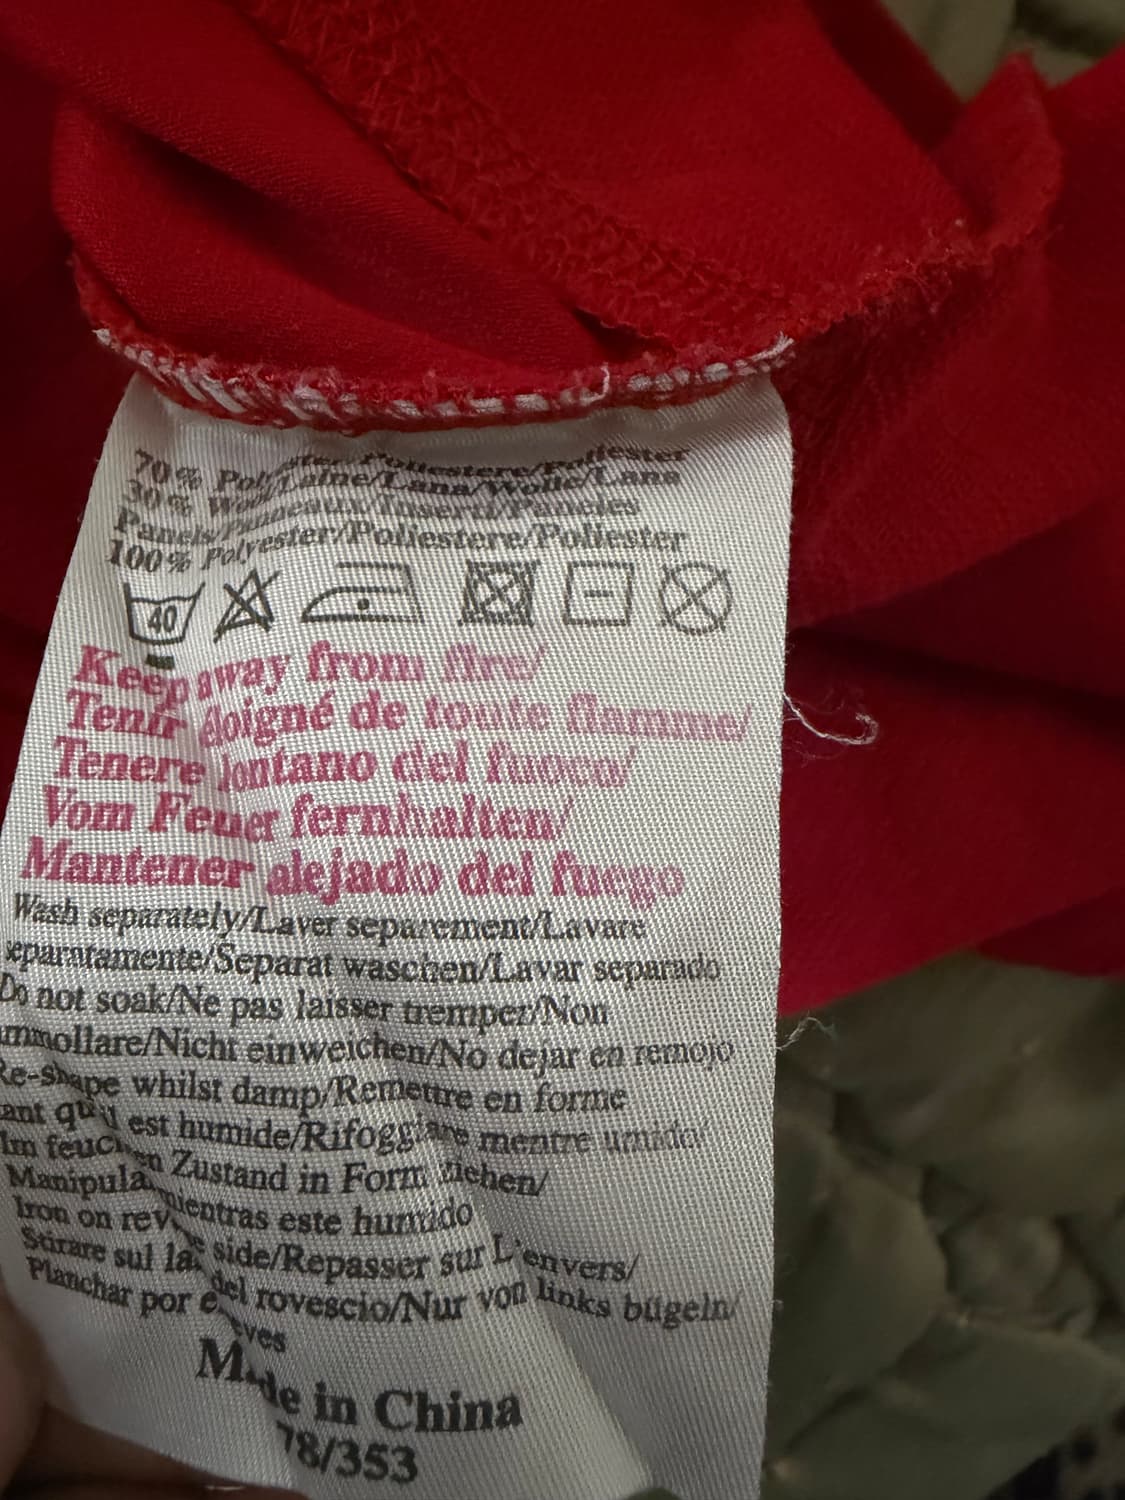 70% Polyester/Poliestere/Poliester
30% Wool/Laine/Lana/Wolle/Lana
Panels/Panneaux/Inserti/Paneles
100% Polyester/Poliestere/Poliester
40
Keep away from fire/
Tenir éloigné de toute flamme/
Tenere lontano del fuoco/
Vom Feuer fernhalten/
Mantener alejado del fuego
Wash separately/Laver separement/Lavare
separatamente/Separat waschen/Lavar separado
Do not soak/Ne pas laisser tremper/Non
ammollare/Nicht einweichen/No dejar en remojo
Re-shape whilst damp/Remettre en forme
tant qu'il est humide/Rifoggiare mentre umido/
Im feuchten Zustand in Form ziehen/
Manipular mientras este humido
Iron on reverse side/Repasser sur L'envers/
Stirare sul lato del rovescio/Nur von links bügeln/
Planchar por el reves
Made in China
78/353